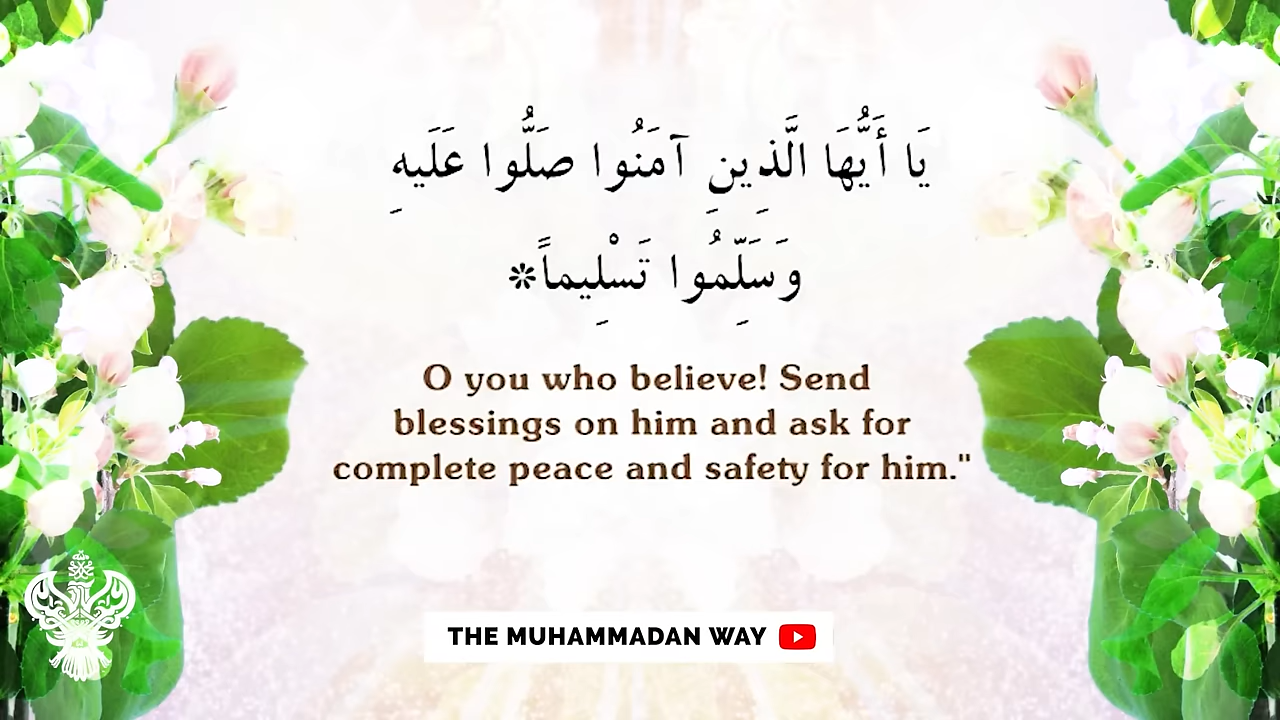 يَا أَيُّهَا الَّذِينِ آمَنُوا صَلُّوا عَلَيهِ
وَسَلِّمُوا تَسْلِيماً*
O you who believe! Send
blessings on him and ask for
complete peace and safety for him."
THE MUHAMMADAN WAY